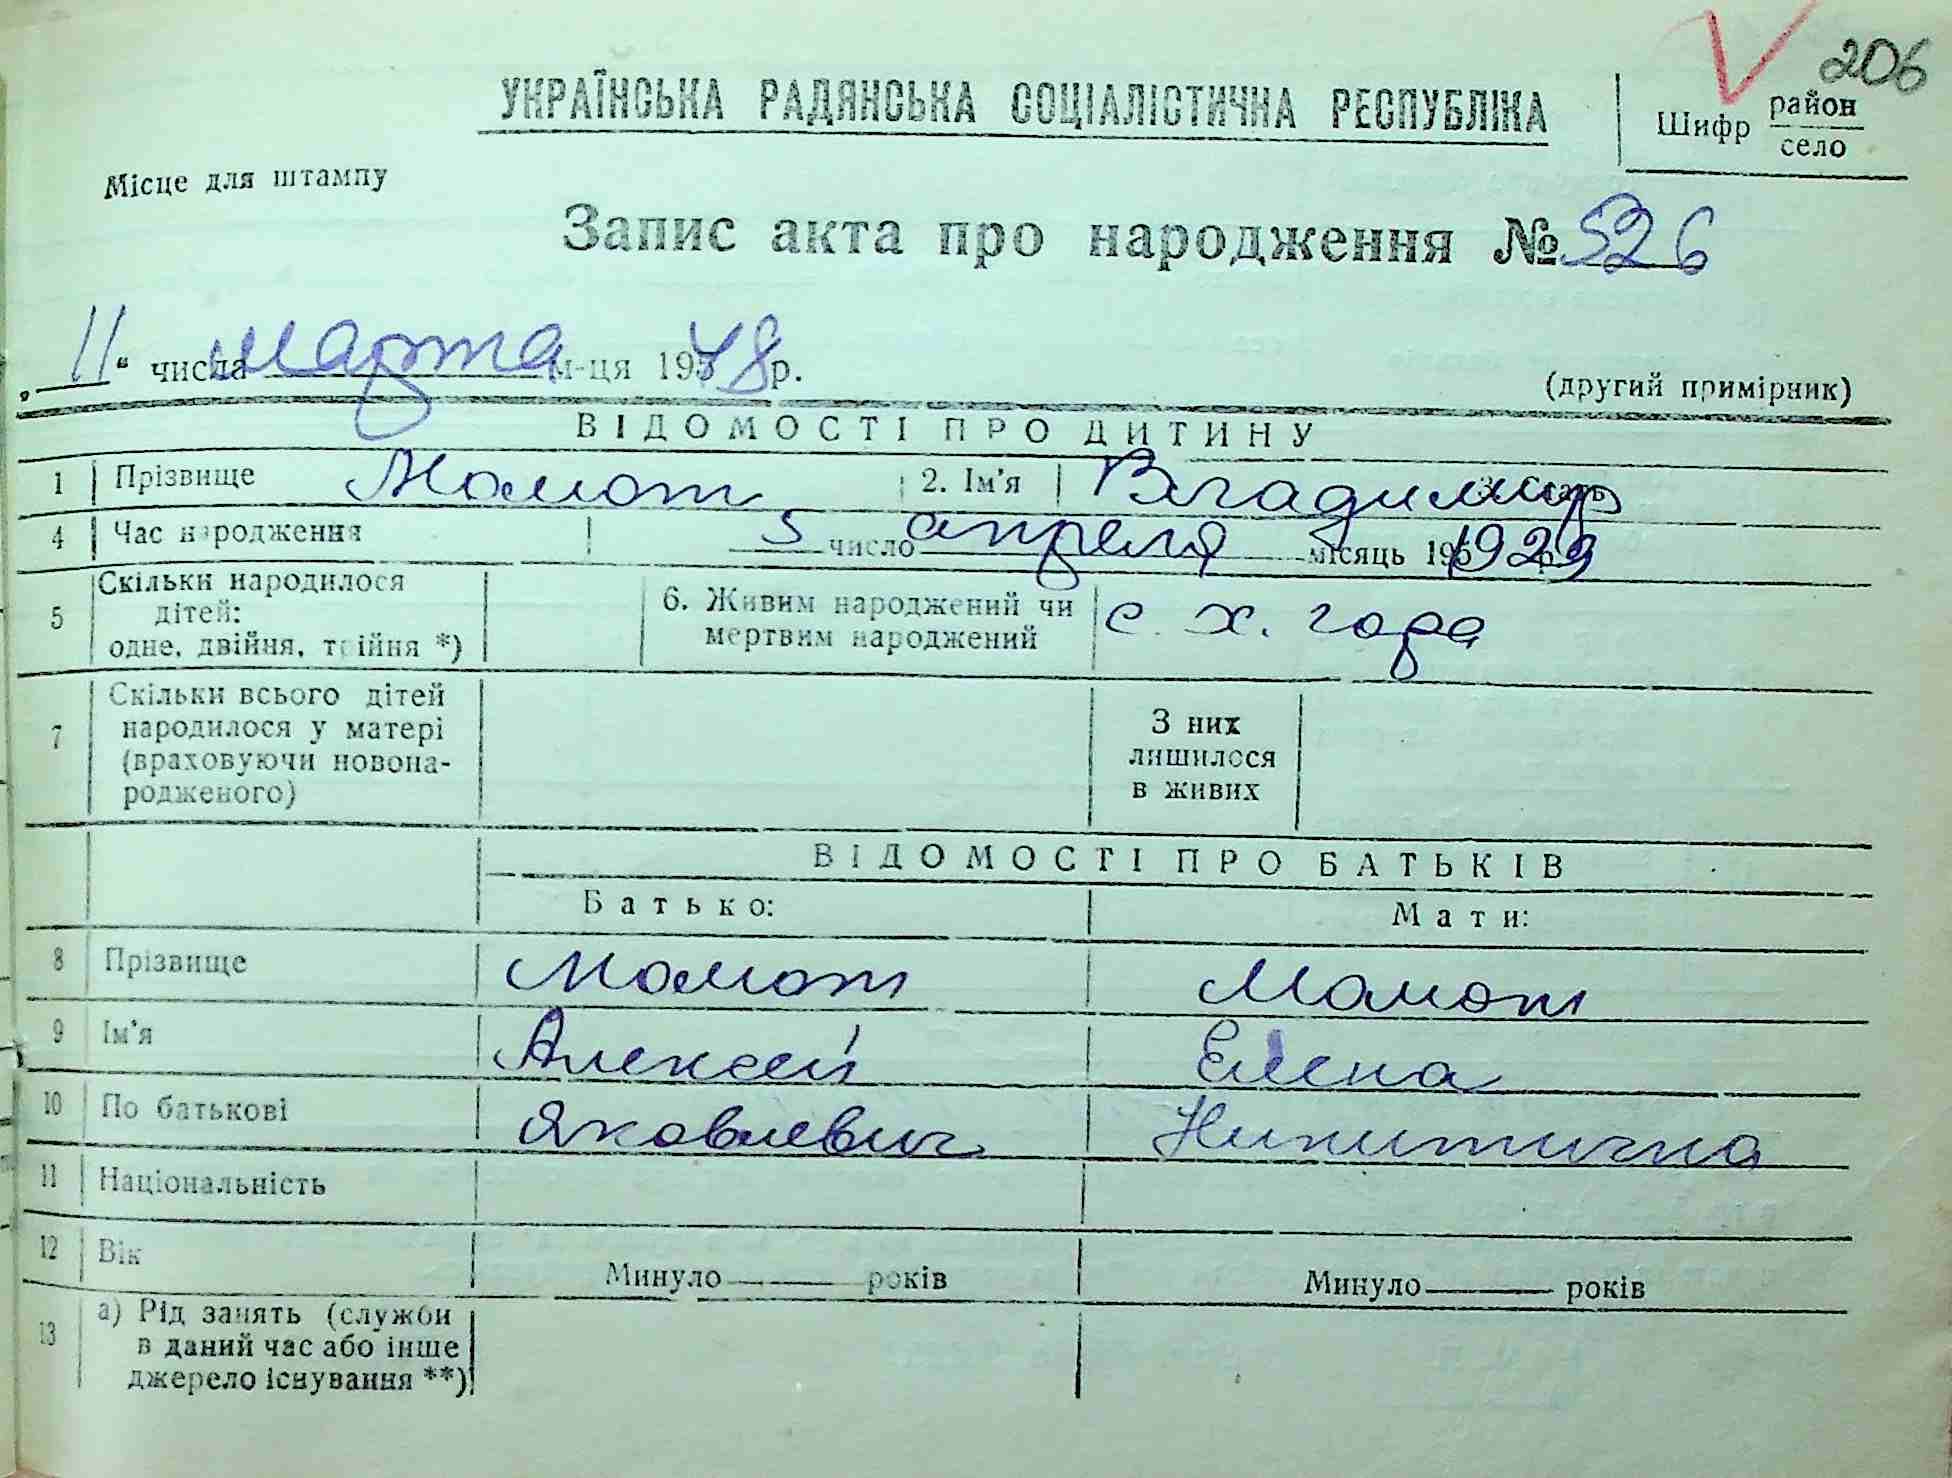 206
УКРАЇНСЬКА РАДЯНСЬКА СОЦІАЛІСТИЧНА РЕСПУБЛІКА
Шифр район
село
Місце для штампу
Запис акта про народження № 526
„ 11 “ числа марта м-ця 1948 р.
(другий примірник)
ВІДОМОСТІ ПРО ДИТИНУ
1 Прізвище Момот 2. Ім'я Владимир 3. Стать
4 Час народження 5 число апреля місяць 1929 р.
5 Скільки народилося дітей: одне, двійня, трійня *) 6. Живим народжений чи мертвим народжений с. х. года
7 Скільки всього дітей народилося у матері (враховуючи новонародженого) З них лишилося в живих
ВІДОМОСТІ ПРО БАТЬКІВ
Батько: Мати:
8 Прізвище Момот Момот
9 Ім'я Алексей Елена
10 По батькові Яковлевич Никитична
11 Національність
12 Вік Минуло років Минуло років
13 а) Рід занять (служби в даний час або інше джерело існування **)